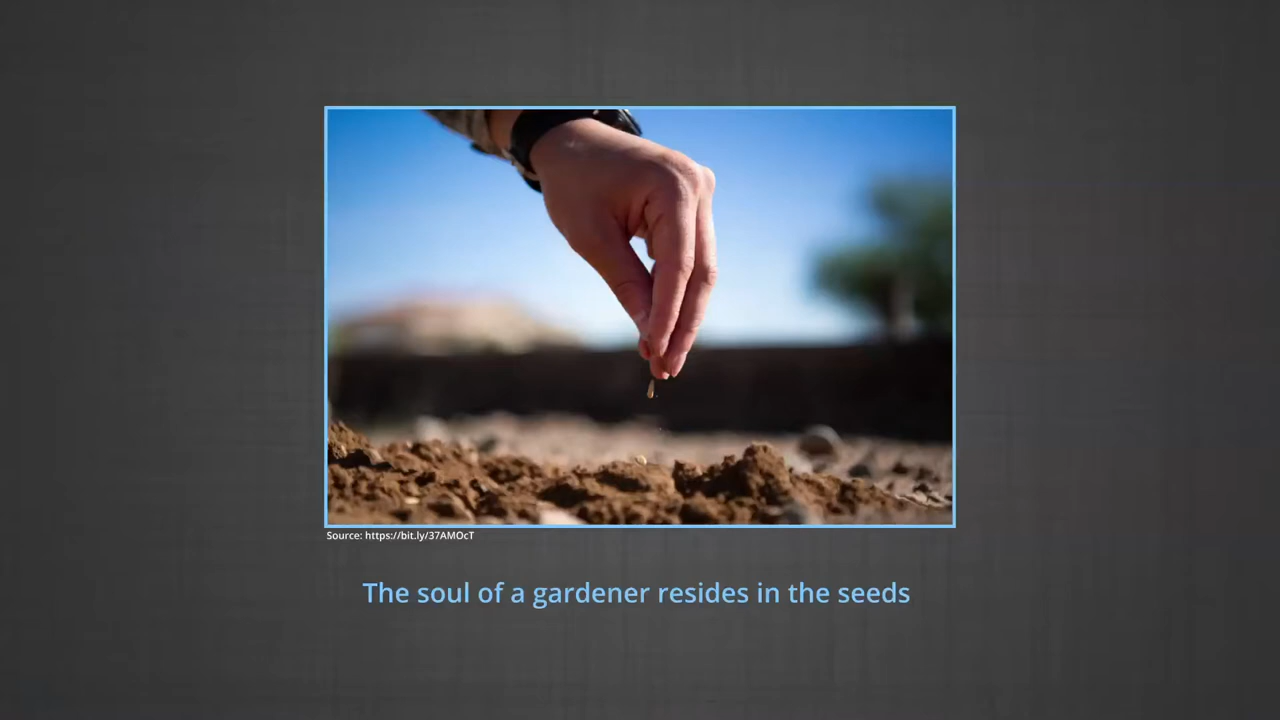 Source: https://bit.ly/37AMOcT
The soul of a gardener resides in the seeds